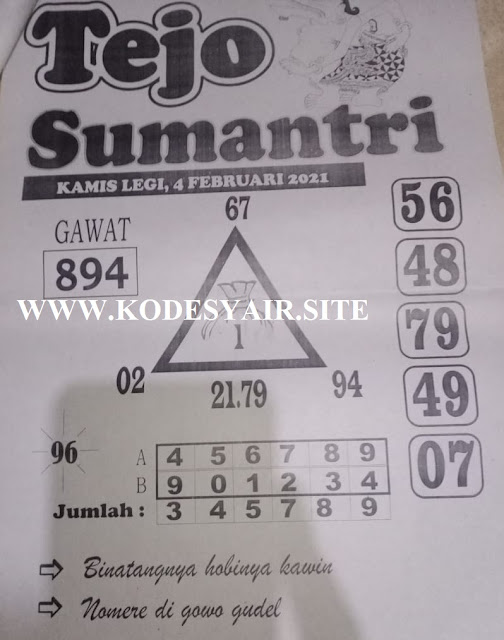 Tejo
Sumantri
KAMIS LEGI, 4 FEBRUARI 2021
67
56
GAWAT
894
48
WWW.KODESYAIR.SITE
1
79
02
21.79
94
49
96
A 4 5 6 7 8 9
07
B 9 0 1 2 3 4
Jumlah : 3 4 5 7 8 9
Binatangnya hobinya kawin
Nomere di gowo gudel